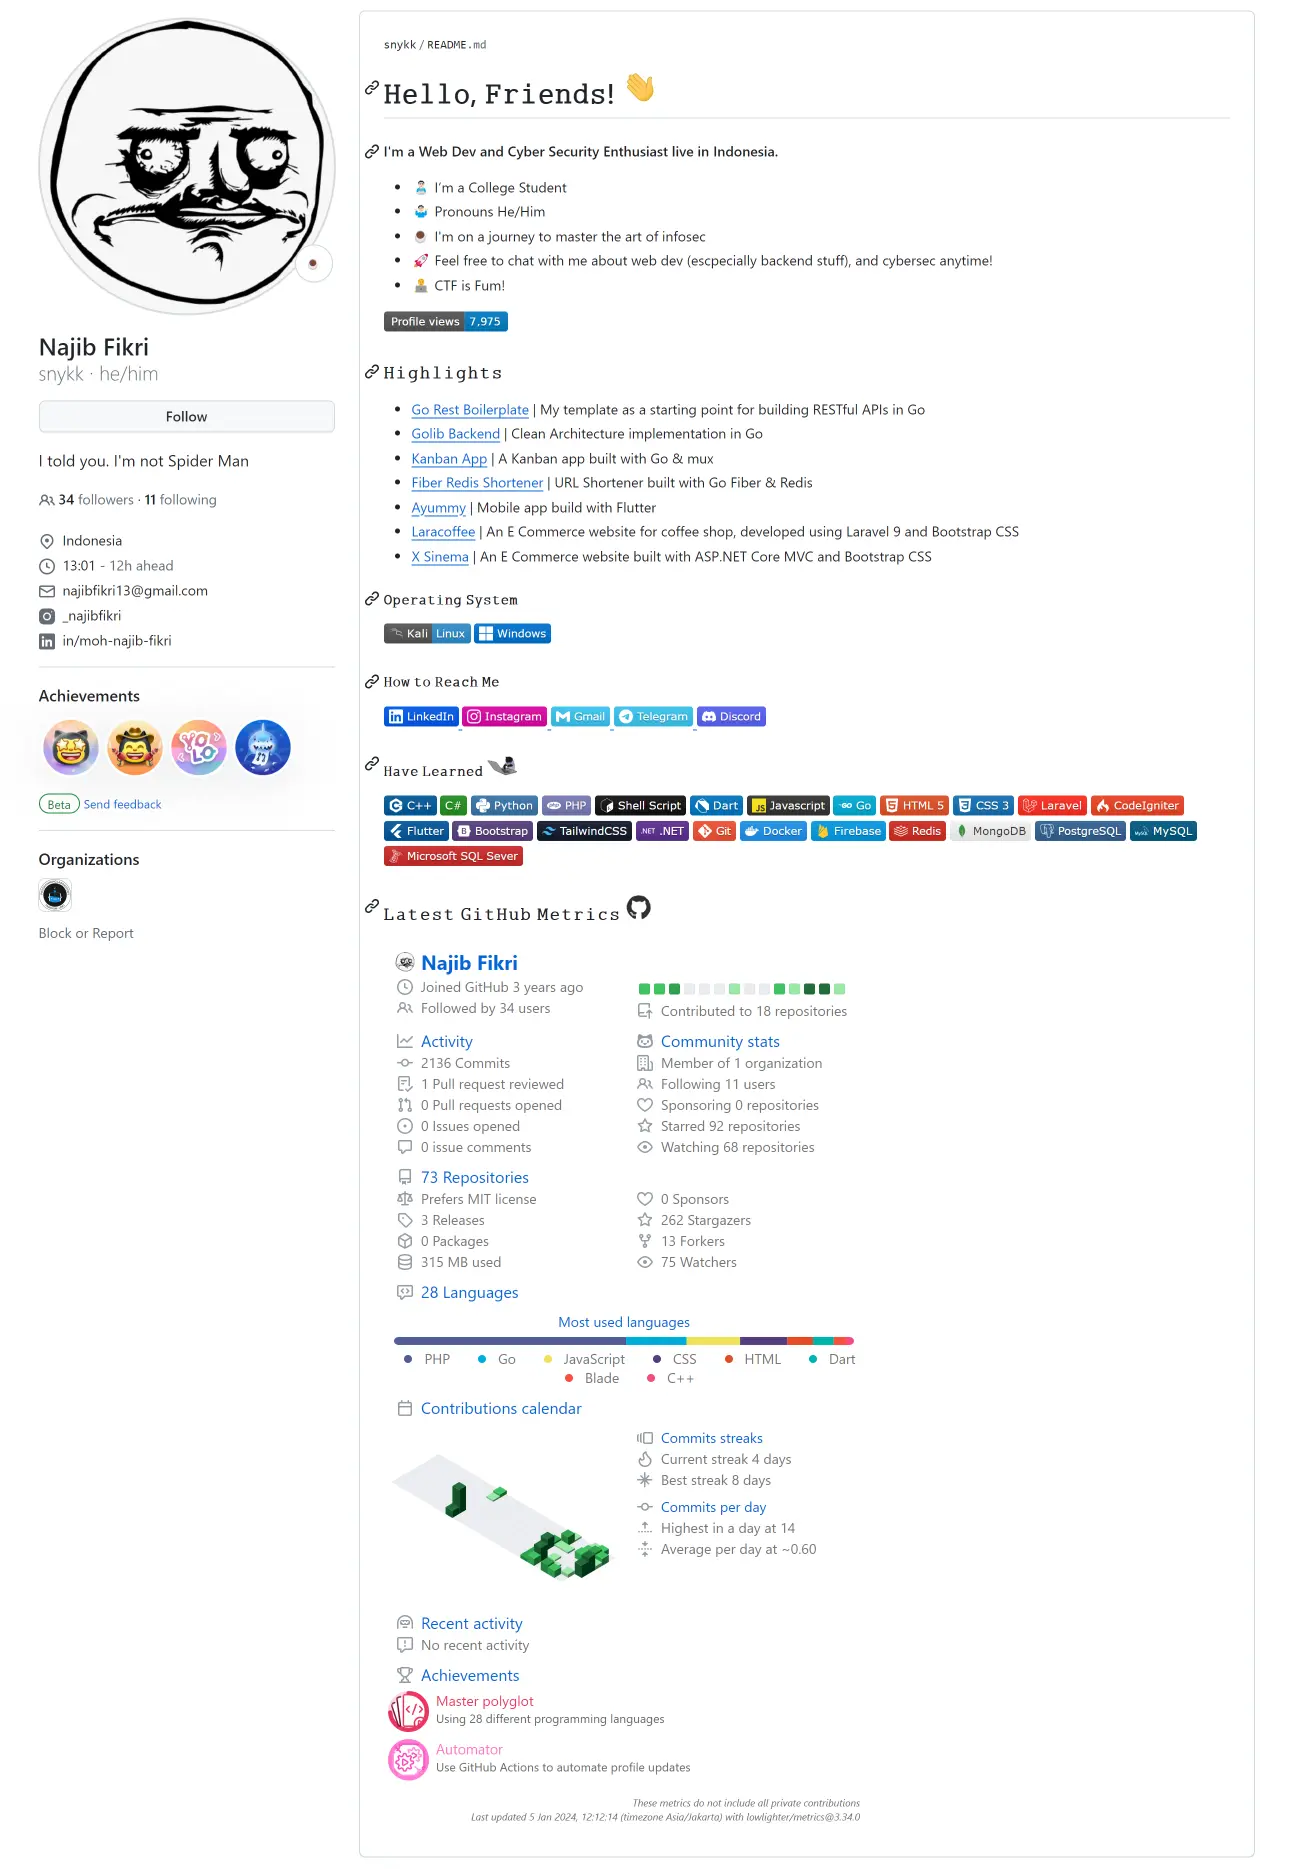 Najib Fikri
snykk · he/him
Follow
I told you. I'm not Spider Man
34 followers · 11 following
Indonesia
13:01 - 12h ahead
najibfikri13@gmail.com
_najibfikri
in/moh-najib-fikri
Achievements
YOLO
Beta Send feedback
Organizations
Block or Report
snykk / README.md
Hello, Friends!
I'm a Web Dev and Cyber Security Enthusiast live in Indonesia.
I'm a College Student
Pronouns He/Him
I'm on a journey to master the art of infosec
Feel free to chat with me about web dev (escpecially backend stuff), and cybersec anytime!
CTF is Fum!
Profile views 7,975
Highlights
Go Rest Boilerplate | My template as a starting point for building RESTful APIs in Go
Golib Backend | Clean Architecture implementation in Go
Kanban App | A Kanban app built with Go & mux
Fiber Redis Shortener | URL Shortener built with Go Fiber & Redis
Ayummy | Mobile app build with Flutter
Laracoffee | An E Commerce website for coffee shop, developed using Laravel 9 and Bootstrap CSS
X Sinema | An E Commerce website built with ASP.NET Core MVC and Bootstrap CSS
Operating System
Kali Linux Windows
How to Reach Me
LinkedIn Instagram Gmail Telegram Discord
Have Learned
C++ C# Python PHP Shell Script Dart Javascript Go HTML 5 CSS 3 Laravel CodeIgniter
Flutter Bootstrap TailwindCSS .NET Git Docker Firebase Redis MongoDB PostgreSQL MySQL
Microsoft SQL Sever
Latest GitHub Metrics
Najib Fikri
Joined GitHub 3 years ago
Followed by 34 users
Contributed to 18 repositories
Activity
2136 Commits
1 Pull request reviewed
0 Pull requests opened
0 Issues opened
0 issue comments
Community stats
Member of 1 organization
Following 11 users
Sponsoring 0 repositories
Starred 92 repositories
Watching 68 repositories
73 Repositories
Prefers MIT license
3 Releases
0 Packages
315 MB used
0 Sponsors
262 Stargazers
13 Forkers
75 Watchers
28 Languages
Most used languages
PHP Go JavaScript CSS HTML Dart
Blade C++
Contributions calendar
Commits streaks
Current streak 4 days
Best streak 8 days
Commits per day
Highest in a day at 14
Average per day at ~0.60
Recent activity
No recent activity
Achievements
Master polyglot
Using 28 different programming languages
Automator
Use GitHub Actions to automate profile updates
These metrics do not include all private contributions
Last updated 5 Jan 2024, 12:12:14 (timezone Asia/Jakarta) with lowlighter/metrics@3.34.0